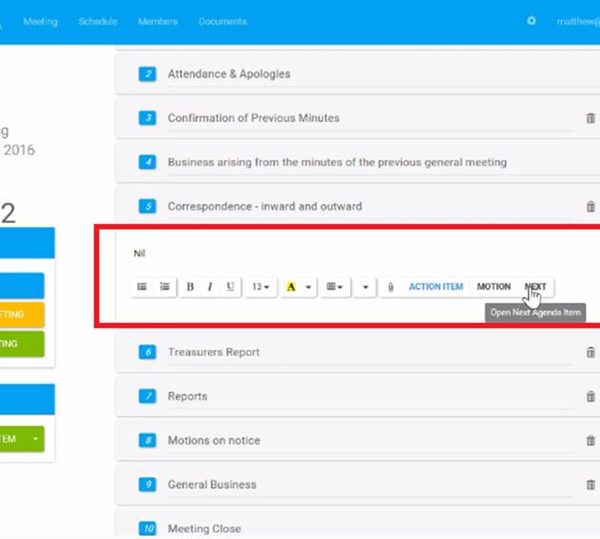 Meeting Schedule Members Documents matthew@
2 Attendance & Apologies
3 Confirmation of Previous Minutes
g
2016
4 Business arising from the minutes of the previous general meeting
2
5 Correspondence - inward and outward
Nil
B I U 13 A ACTION ITEM MOTION NEXT
Open Next Agenda Item
ETING
TING
6 Treasurers Report
7 Reports
TEM
8 Motions on notice
9 General Business
10 Meeting Close